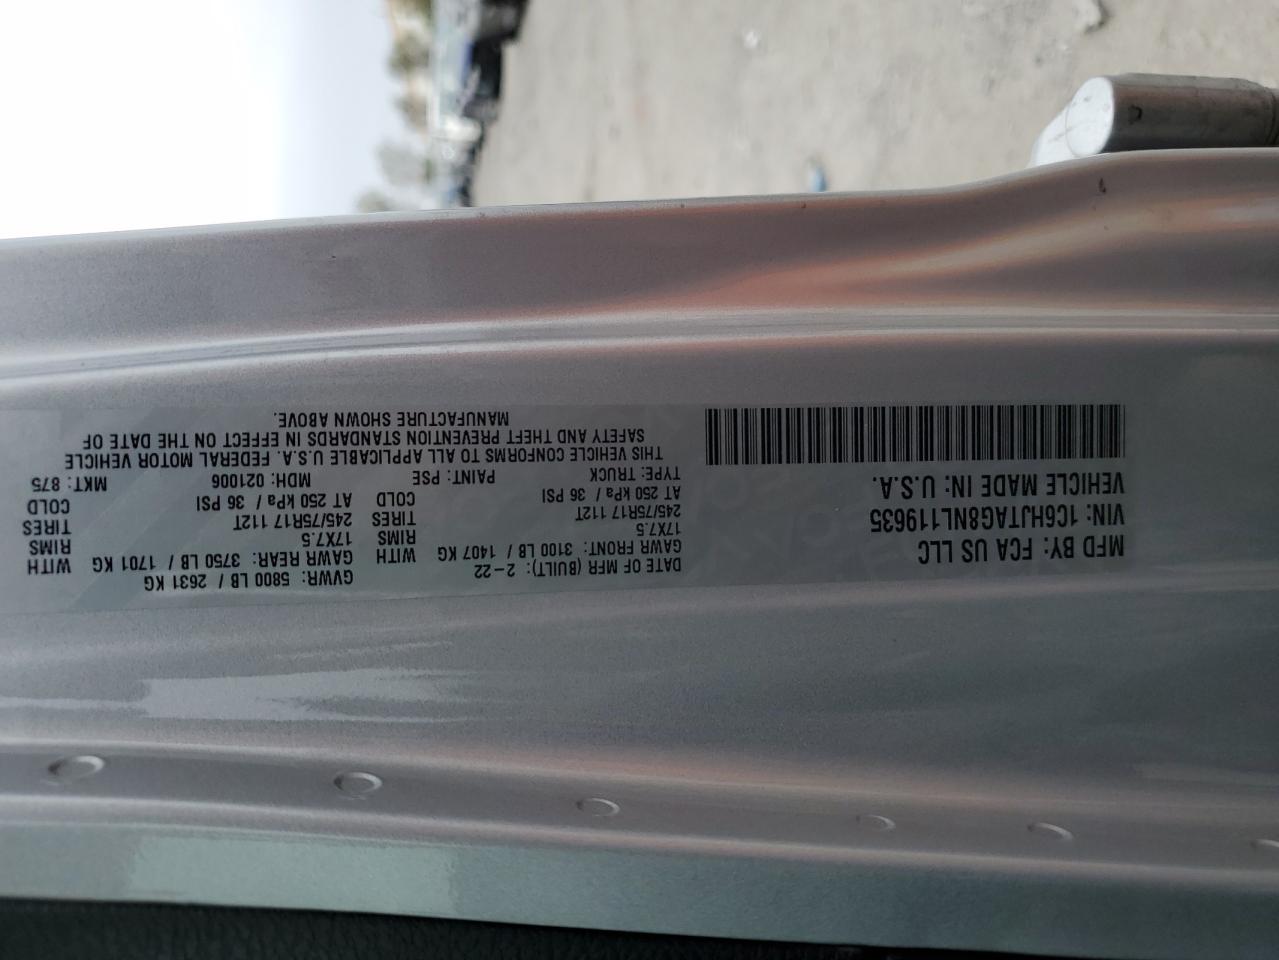 MFD BY: FCA US LLC
VIN: 1C6HJTAG8NL119635
VEHICLE MADE IN: U.S.A.
DATE OF MFR (BUILT): 2-22
GVWR: 5800 LB / 2631 KG
GAWR FRONT: 3100 LB / 1407 KG WITH
17X7.5 RIMS
245/75R17 112T TIRES
AT 250 kPa / 36 PSI COLD
GAWR REAR: 3750 LB / 1701 KG WITH
17X7.5 RIMS
245/75R17 112T TIRES
AT 250 kPa / 36 PSI COLD
TYPE: TRUCK PAINT: PSE MDH: 021006 MKT: 875
THIS VEHICLE CONFORMS TO ALL APPLICABLE U.S.A. FEDERAL MOTOR VEHICLE
SAFETY AND THEFT PREVENTION STANDARDS IN EFFECT ON THE DATE OF
MANUFACTURE SHOWN ABOVE.